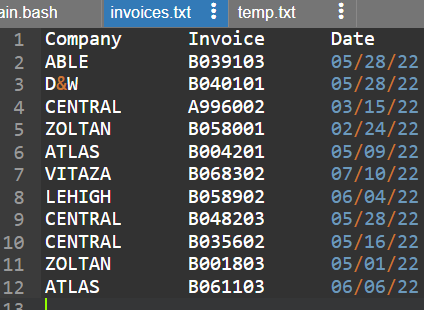 ain.bash invoices.txt temp.txt
1 Company Invoice Date
2 ABLE B039103 05/28/22
3 D&W B040101 05/28/22
4 CENTRAL A996002 03/15/22
5 ZOLTAN B058001 02/24/22
6 ATLAS B004201 05/09/22
7 VITAZA B068302 07/10/22
8 LEHIGH B058902 06/04/22
9 CENTRAL B048203 05/28/22
10 CENTRAL B035602 05/16/22
11 ZOLTAN B001803 05/01/22
12 ATLAS B061103 06/06/22
13